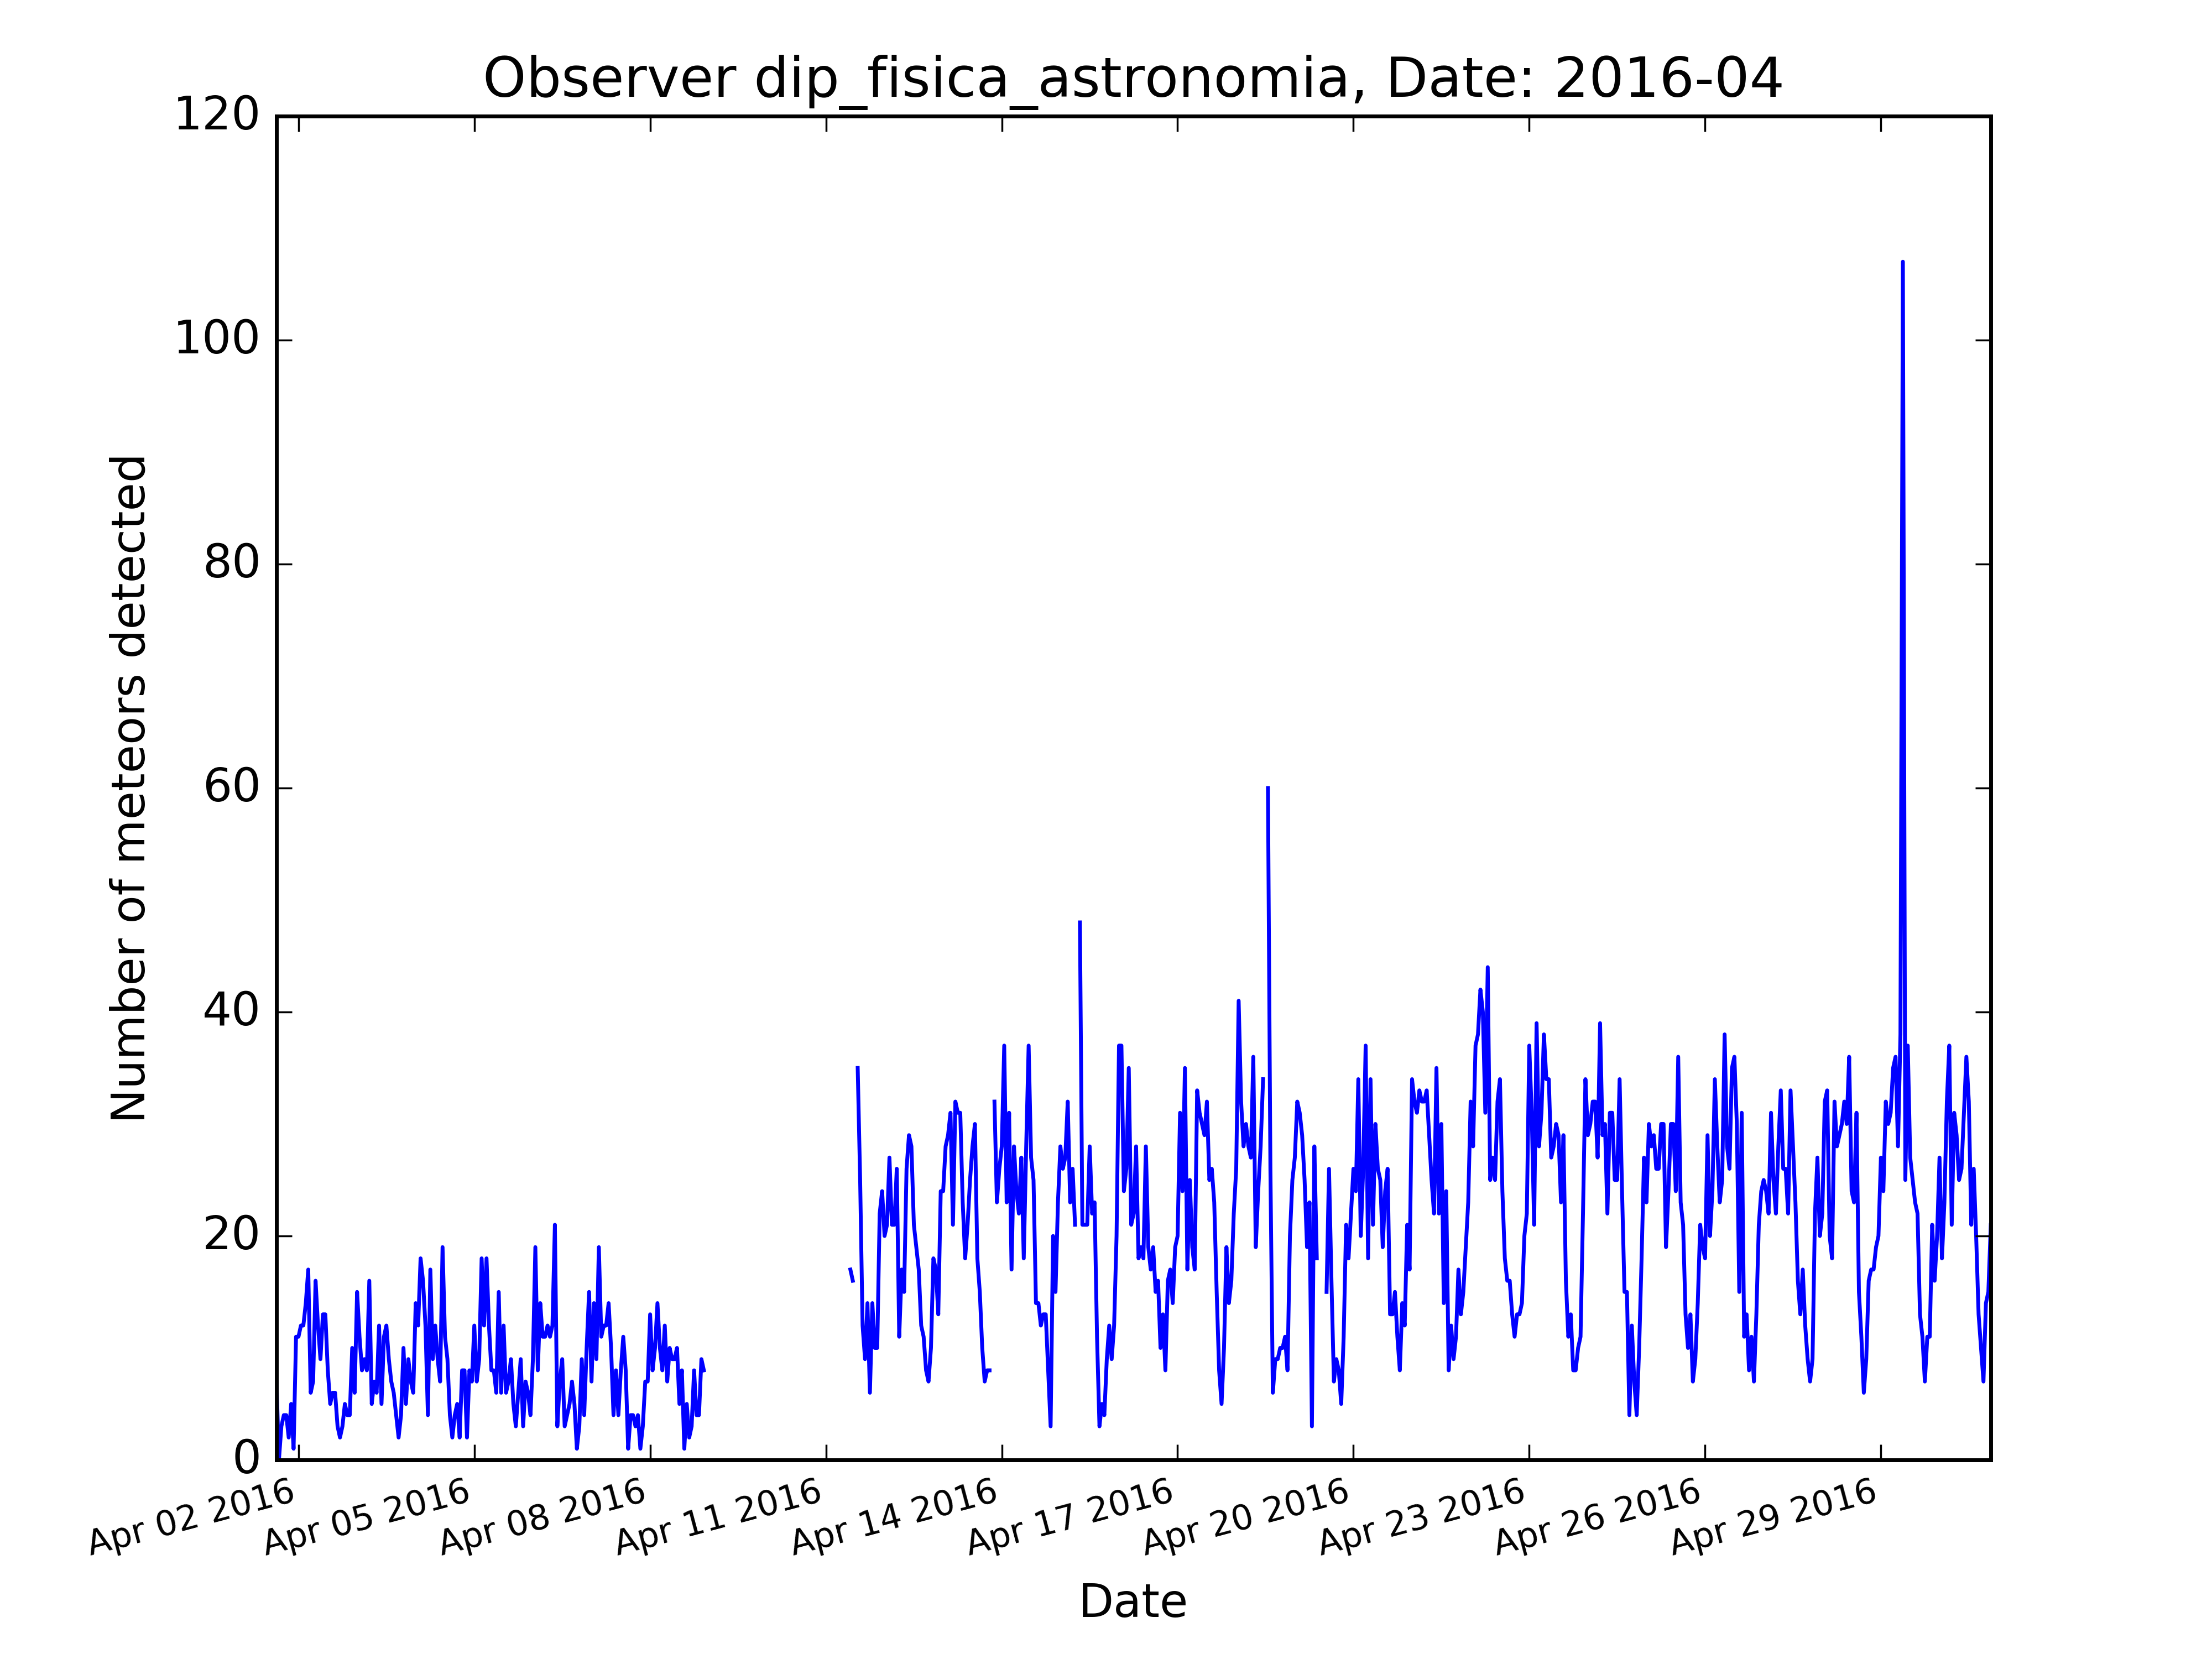 Observer dip_fisica_astronomia, Date: 2016-04
120
100
80
60
40
20
0
Number of meteors detected
Apr 02 2016
Apr 05 2016
Apr 08 2016
Apr 11 2016
Apr 14 2016
Apr 17 2016
Apr 20 2016
Apr 23 2016
Apr 26 2016
Apr 29 2016
Date